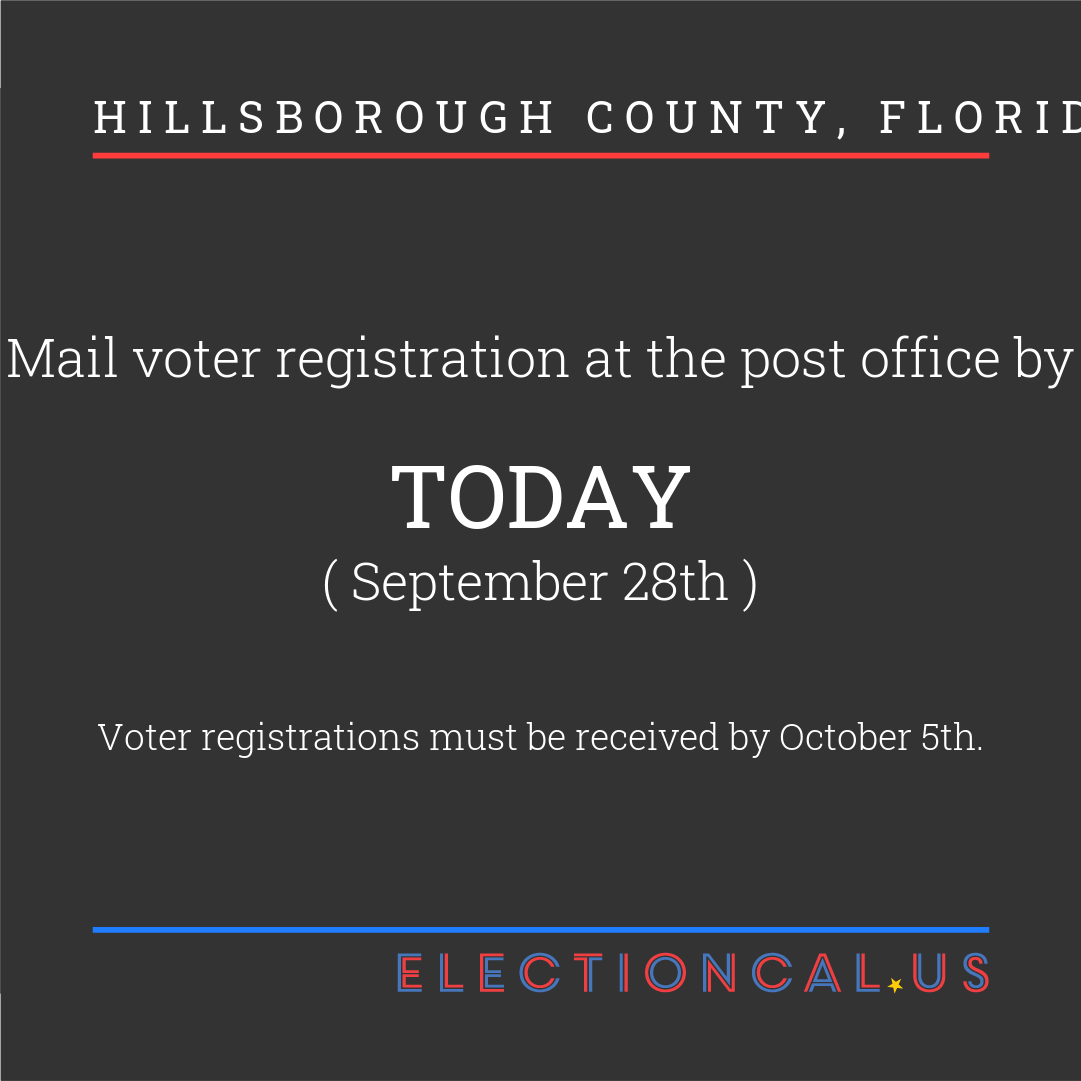 HILLSBOROUGH COUNTY, FLORID
Mail voter registration at the post office by
TODAY
( September 28th )
Voter registrations must be received by October 5th.
ELECTIONCAL.US